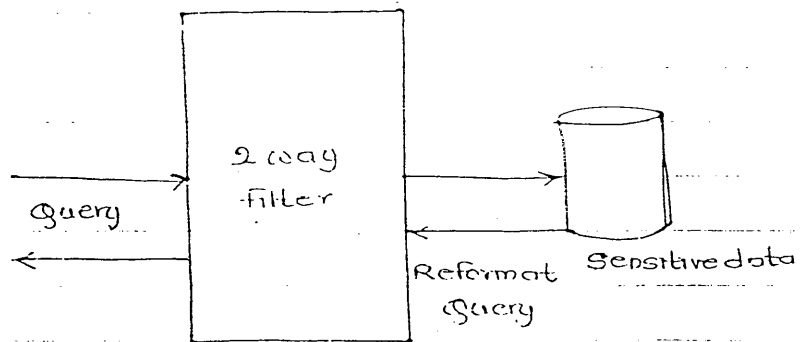 2 way
filter
Query
Reformat
Query
Sensitive data